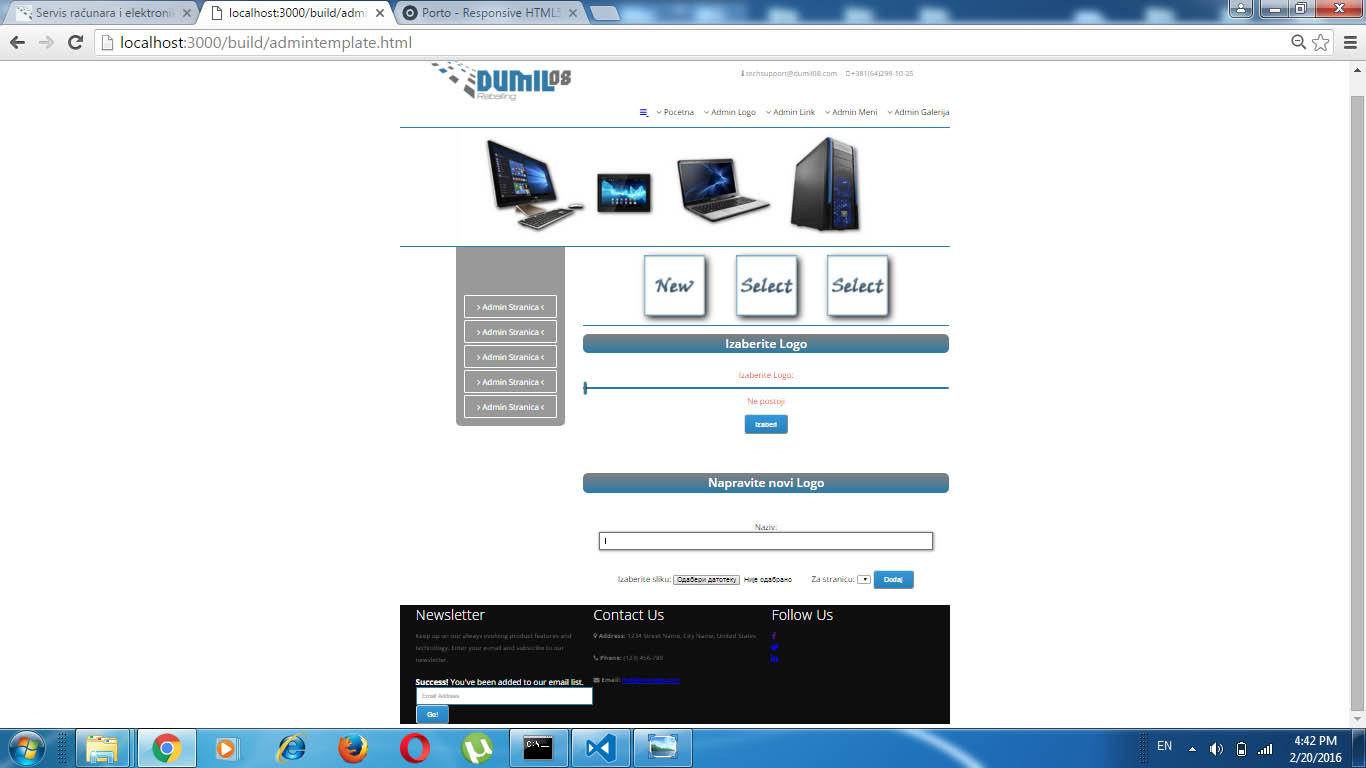 Servis računara i elektronik
localhost:3000/build/admi
Porto - Responsive HTML5
localhost:3000/build/admintemplate.html
DUMIL08
Reballing
techsupport@dumil08.com +381(64)299-10-25
Pocetna Admin Logo Admin Link Admin Meni Admin Galerija
New Select Select
> Admin Stranica <
> Admin Stranica <
> Admin Stranica <
> Admin Stranica <
> Admin Stranica <
Izaberite Logo
Izaberite Logo:
Ne postoji
Izaberi
Napravite novi Logo
Naziv:
Izaberite sliku: Одабери датотеку Није одабрано Za stranicu: Dodaj
Newsletter
Keep up on our always evolving product features and
technology. Enter your e-mail and subscribe to our
newsletter.
Success! You've been added to our email list.
Email Address
Go!
Contact Us
Address: 1234 Street Name, City Name, United States
Phone: (123) 456-789
Email:
Follow Us
C:\_
EN
4:42 PM
2/20/2016